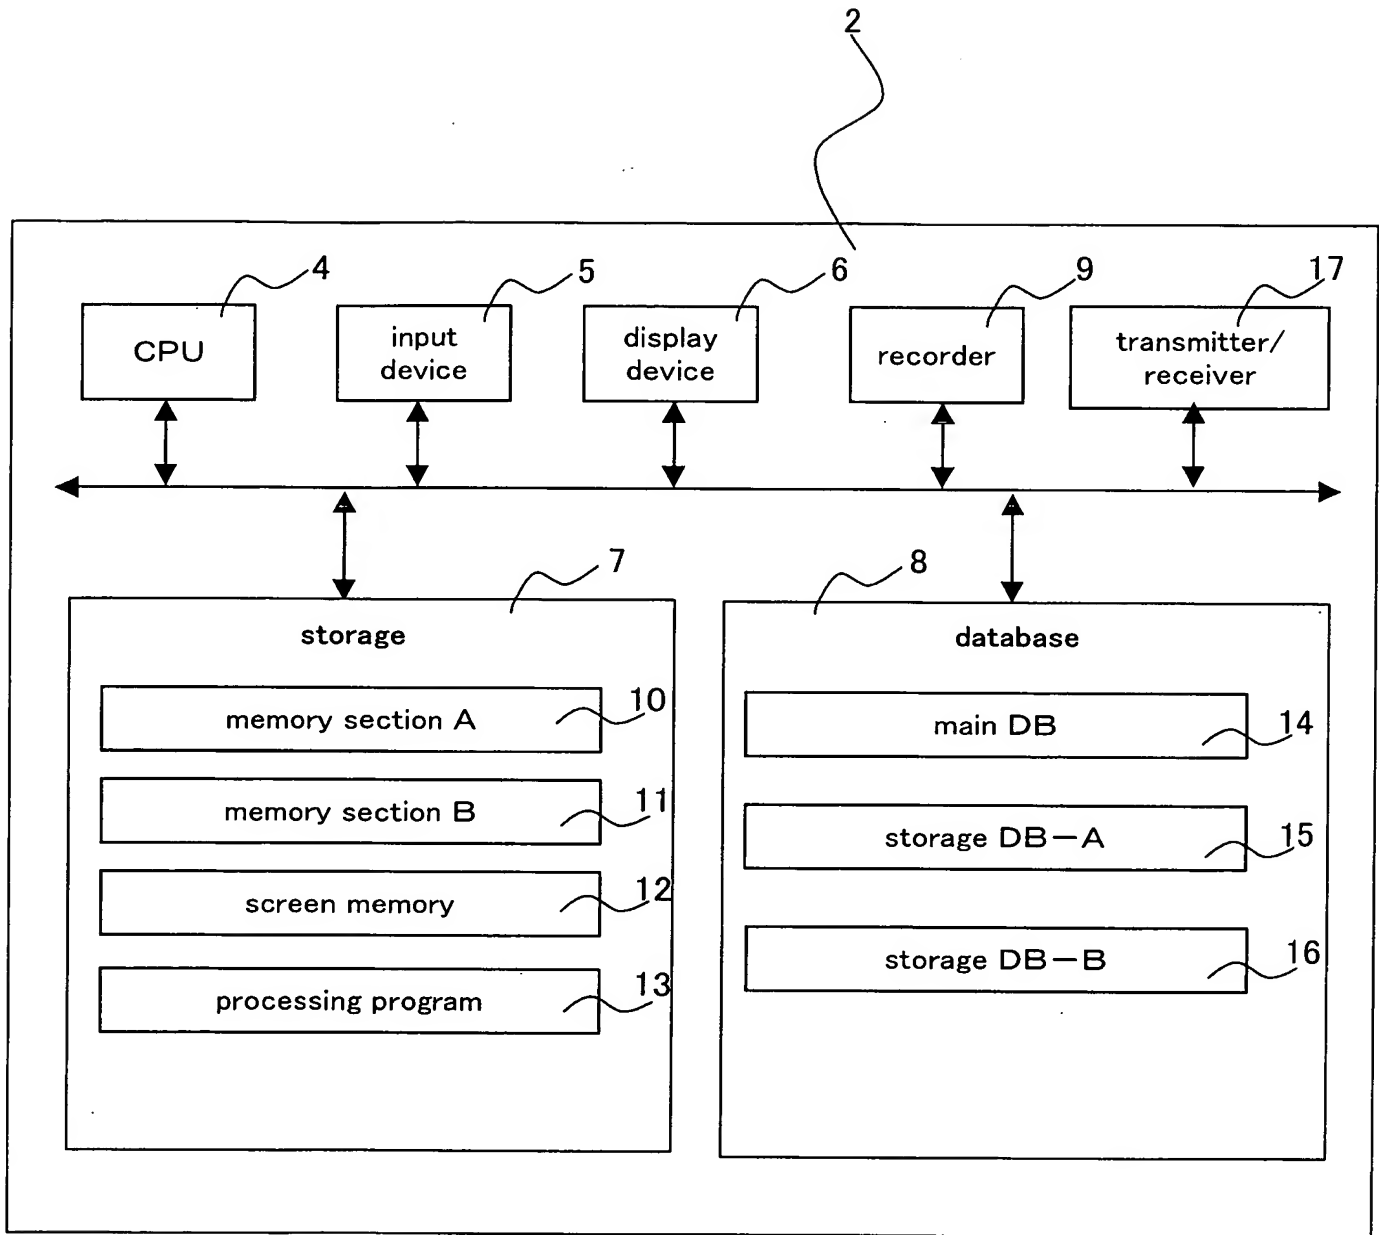 2
4
5
6
9
17
CPU
input
device
display
device
recorder
transmitter/
receiver
7
8
storage
database
memory section A
10
main DB
14
memory section B
11
storage DB-A
15
screen memory
12
storage DB-B
16
processing program
13